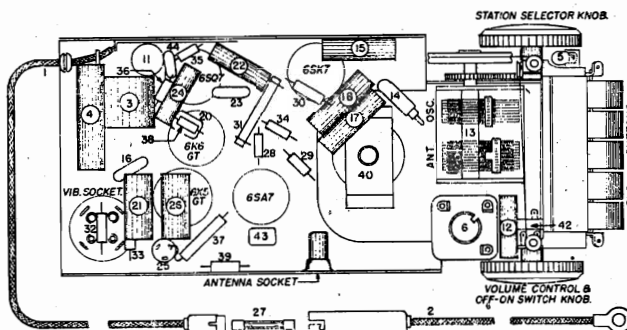 STATION SELECTOR KNOB.
1
36
11
44
35
22
15
5
6SQ7
6SK7
4
3
24
23
30
18
14
17
20
31
34
38
6K6
GT
28
29
40
ANT. OSC.
13
16
VIB. SOCKET.
21
26
6X5
GT
6SA7
32
6
12
42
33
25
37
43
39
ANTENNA SOCKET
VOLUME CONTROL &
OFF-ON SWITCH KNOB.
27
2